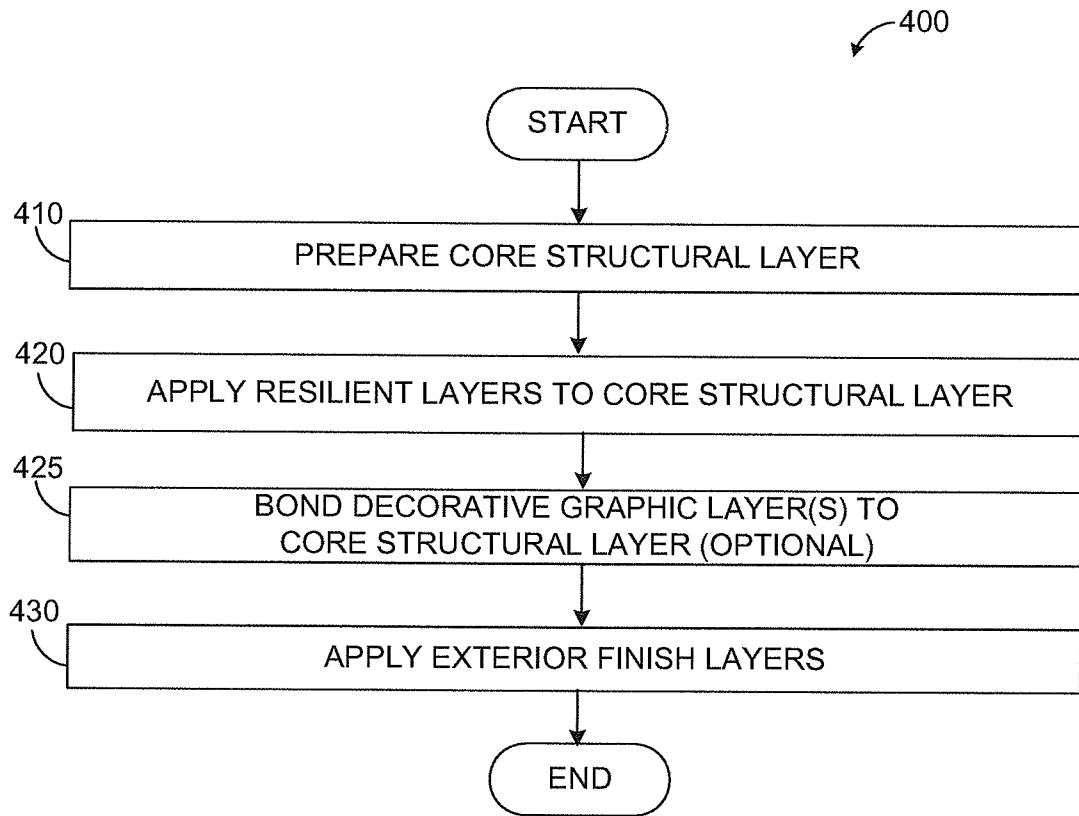 400
START
410
PREPARE CORE STRUCTURAL LAYER
420
APPLY RESILIENT LAYERS TO CORE STRUCTURAL LAYER
425
BOND DECORATIVE GRAPHIC LAYER(S) TO
CORE STRUCTURAL LAYER (OPTIONAL)
430
APPLY EXTERIOR FINISH LAYERS
END